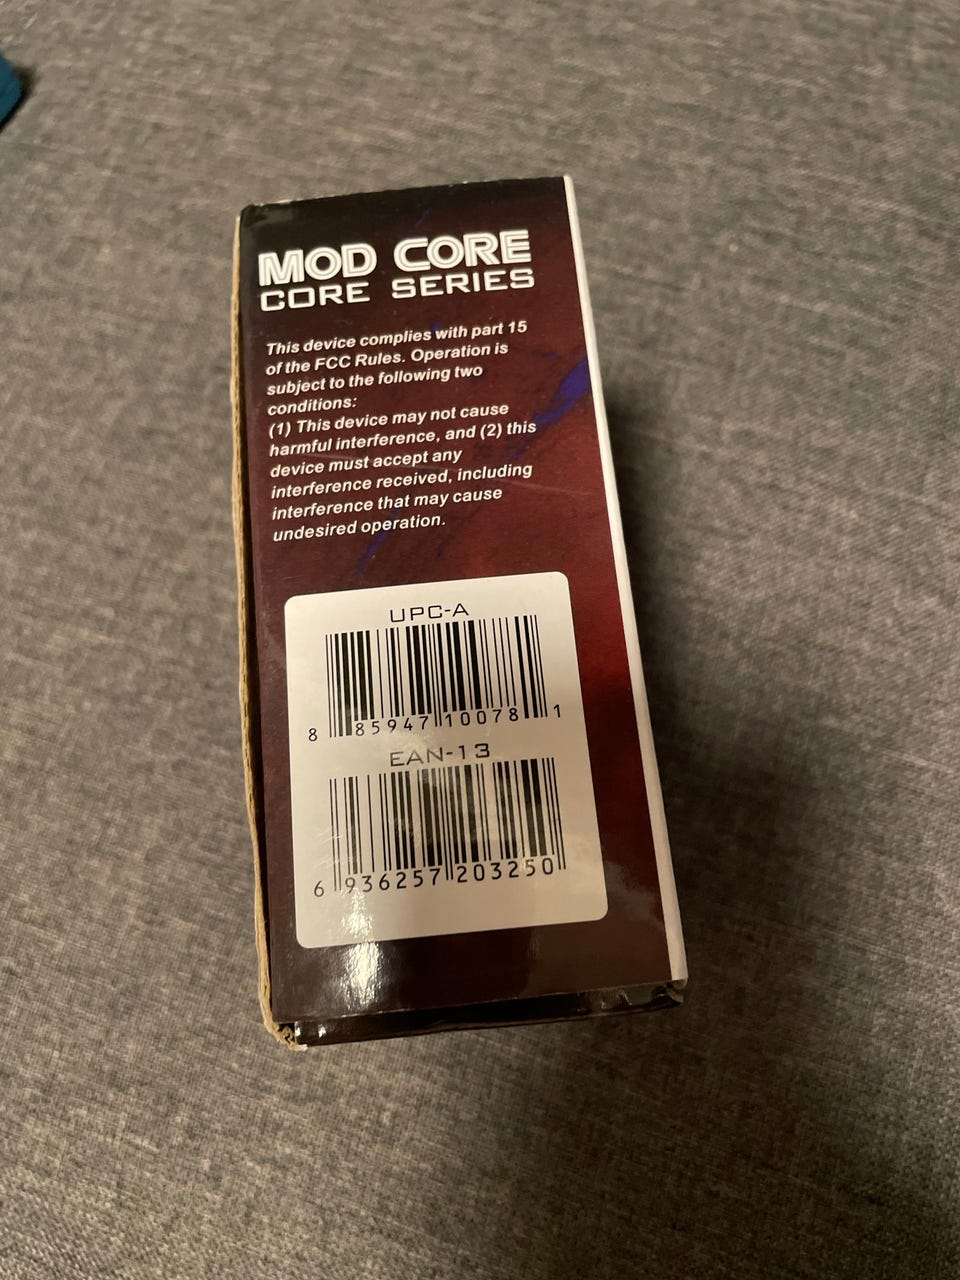 MOD CORE
CORE SERIES
This device complies with part 15
of the FCC Rules. Operation is
subject to the following two
conditions:
(1) This device may not cause
harmful interference, and (2) this
device must accept any
interference received, including
interference that may cause
undesired operation.
UPC-A
8 85947 10078 1
EAN-13
6 936257 203250